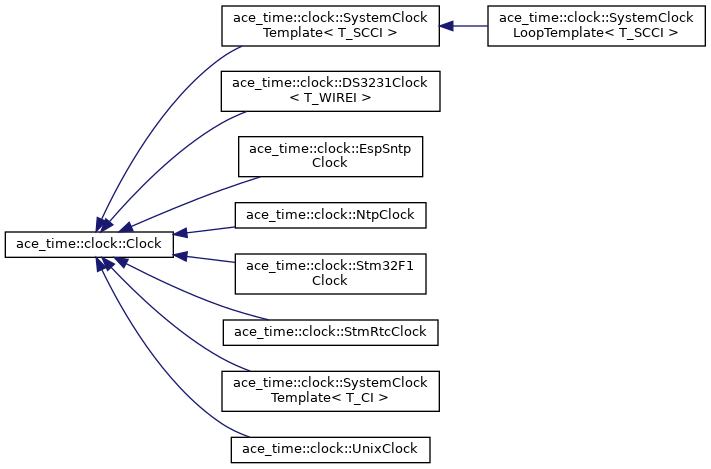 ace_time::clock::SystemClock
Template< T_SCCI >
ace_time::clock::SystemClock
LoopTemplate< T_SCCI >
ace_time::clock::DS3231Clock
< T_WIREI >
ace_time::clock::EspSntp
Clock
ace_time::clock::NtpClock
ace_time::clock::Clock
ace_time::clock::Stm32F1
Clock
ace_time::clock::StmRtcClock
ace_time::clock::SystemClock
Template< T_CI >
ace_time::clock::UnixClock